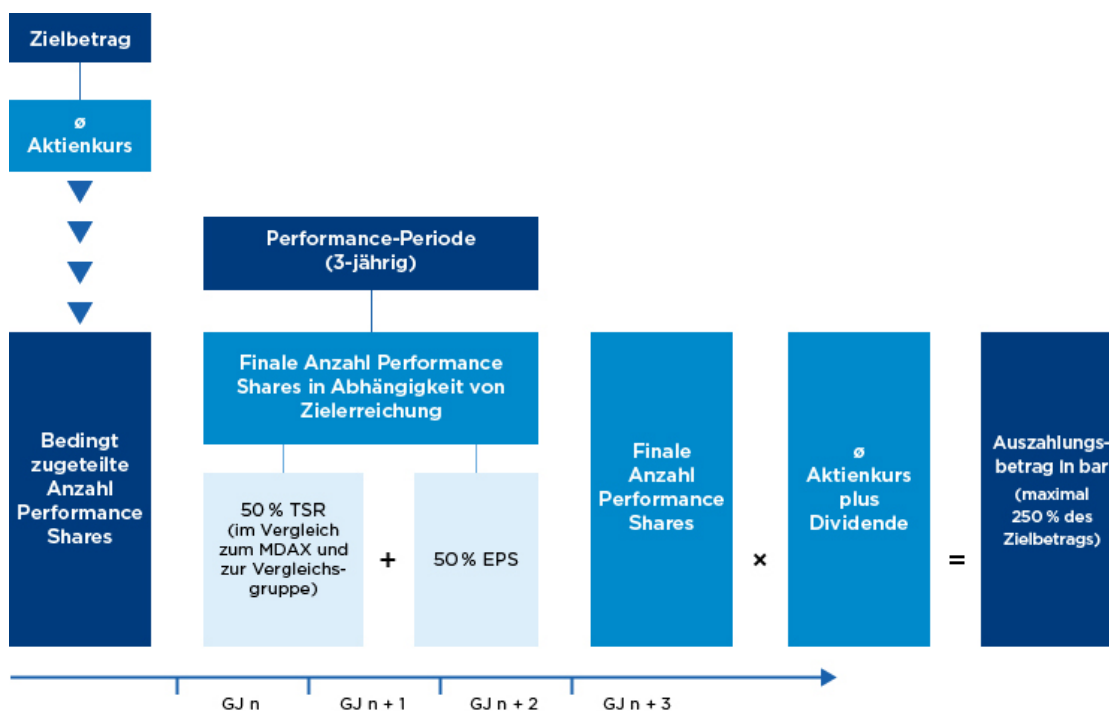 Zielbetrag
ø
Aktienkurs
Performance-Periode
(3-jährig)
Bedingt
zugeteilte
Anzahl
Performance
Shares
Finale Anzahl Performance
Shares in Abhängigkeit von
Zielerreichung
50 % TSR
(im Vergleich
zum MDAX und
zur Vergleichs-
gruppe)
+
50 % EPS
Finale
Anzahl
Performance
Shares
×
ø
Aktienkurs
plus
Dividende
=
Auszahlungs-
betrag in bar
(maximal
250 % des
Zielbetrags)
GJ n
GJ n + 1
GJ n + 2
GJ n + 3